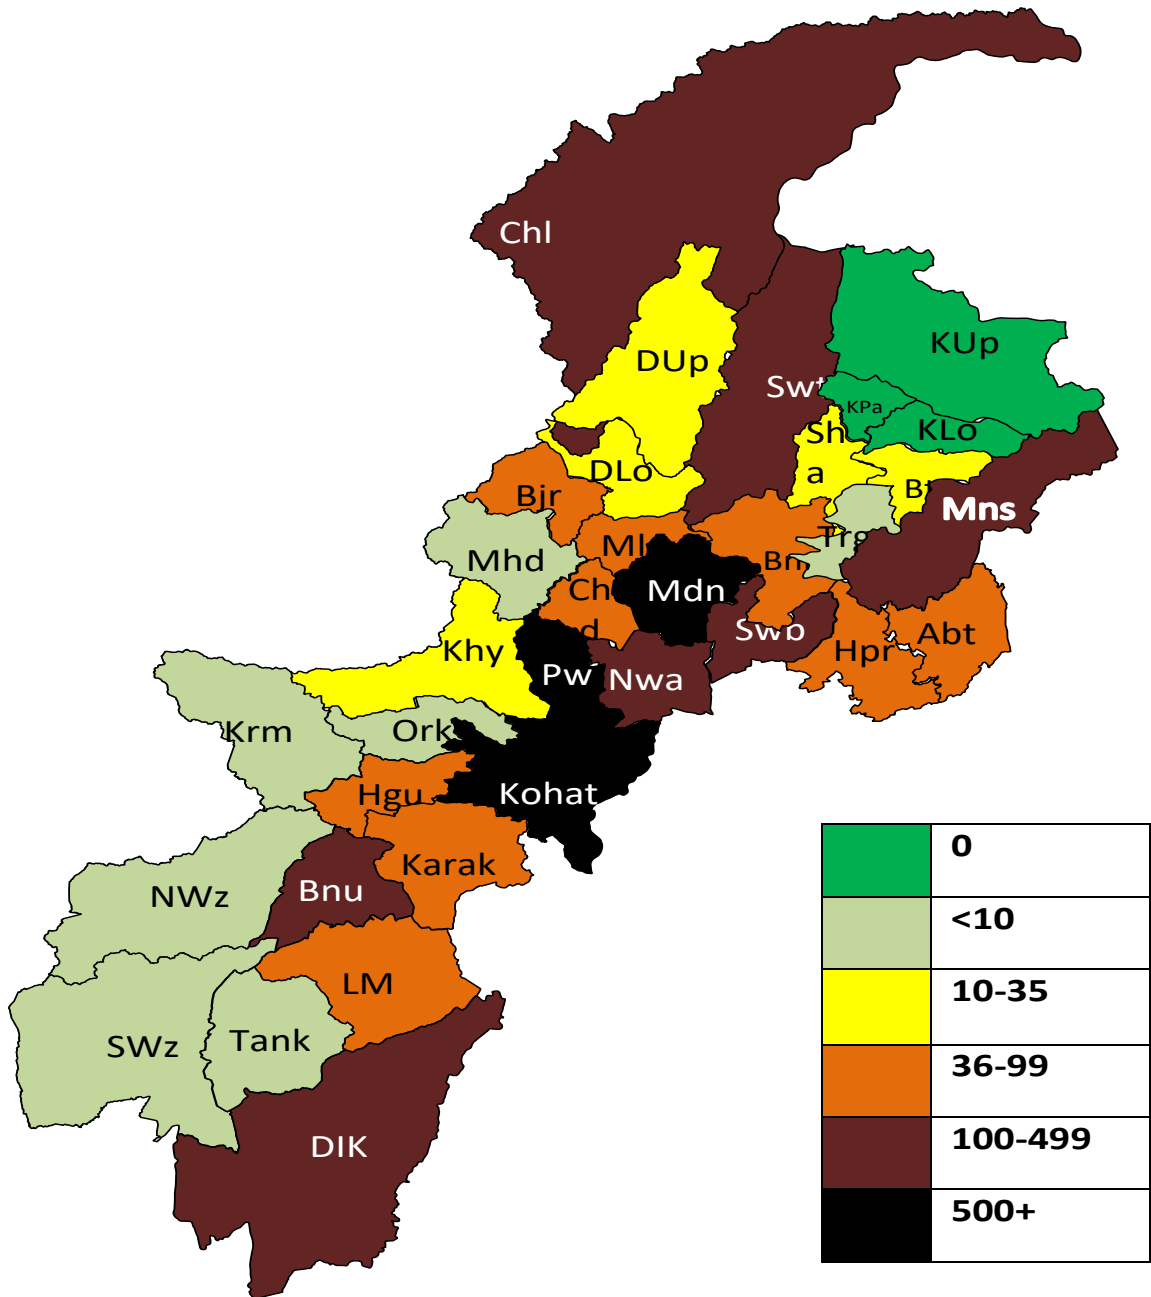 Chl
KUp
DUp
Swt
KPa
KLo
Sh
a
DLo
Bjr
Mns
Trg
Ml
Mhd
Bn
Ch
d
Mdn
Swb
Abt
Hpr
Khy
Pw
Nwa
Krm
Ork
Hgu
Kohat
Karak
Bnu
NWz
LM
Tank
SWz
DIK
0
<10
10-35
36-99
100-499
500+